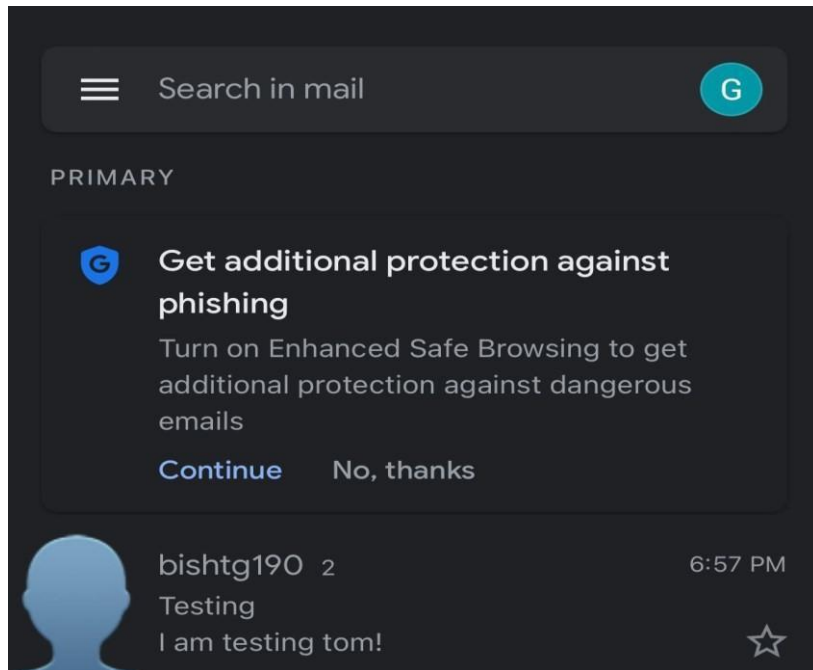 Search in mail
G
PRIMARY
G
Get additional protection against
phishing
Turn on Enhanced Safe Browsing to get
additional protection against dangerous
emails
Continue No, thanks
bishtg190 2 6:57 PM
Testing
I am testing tom!